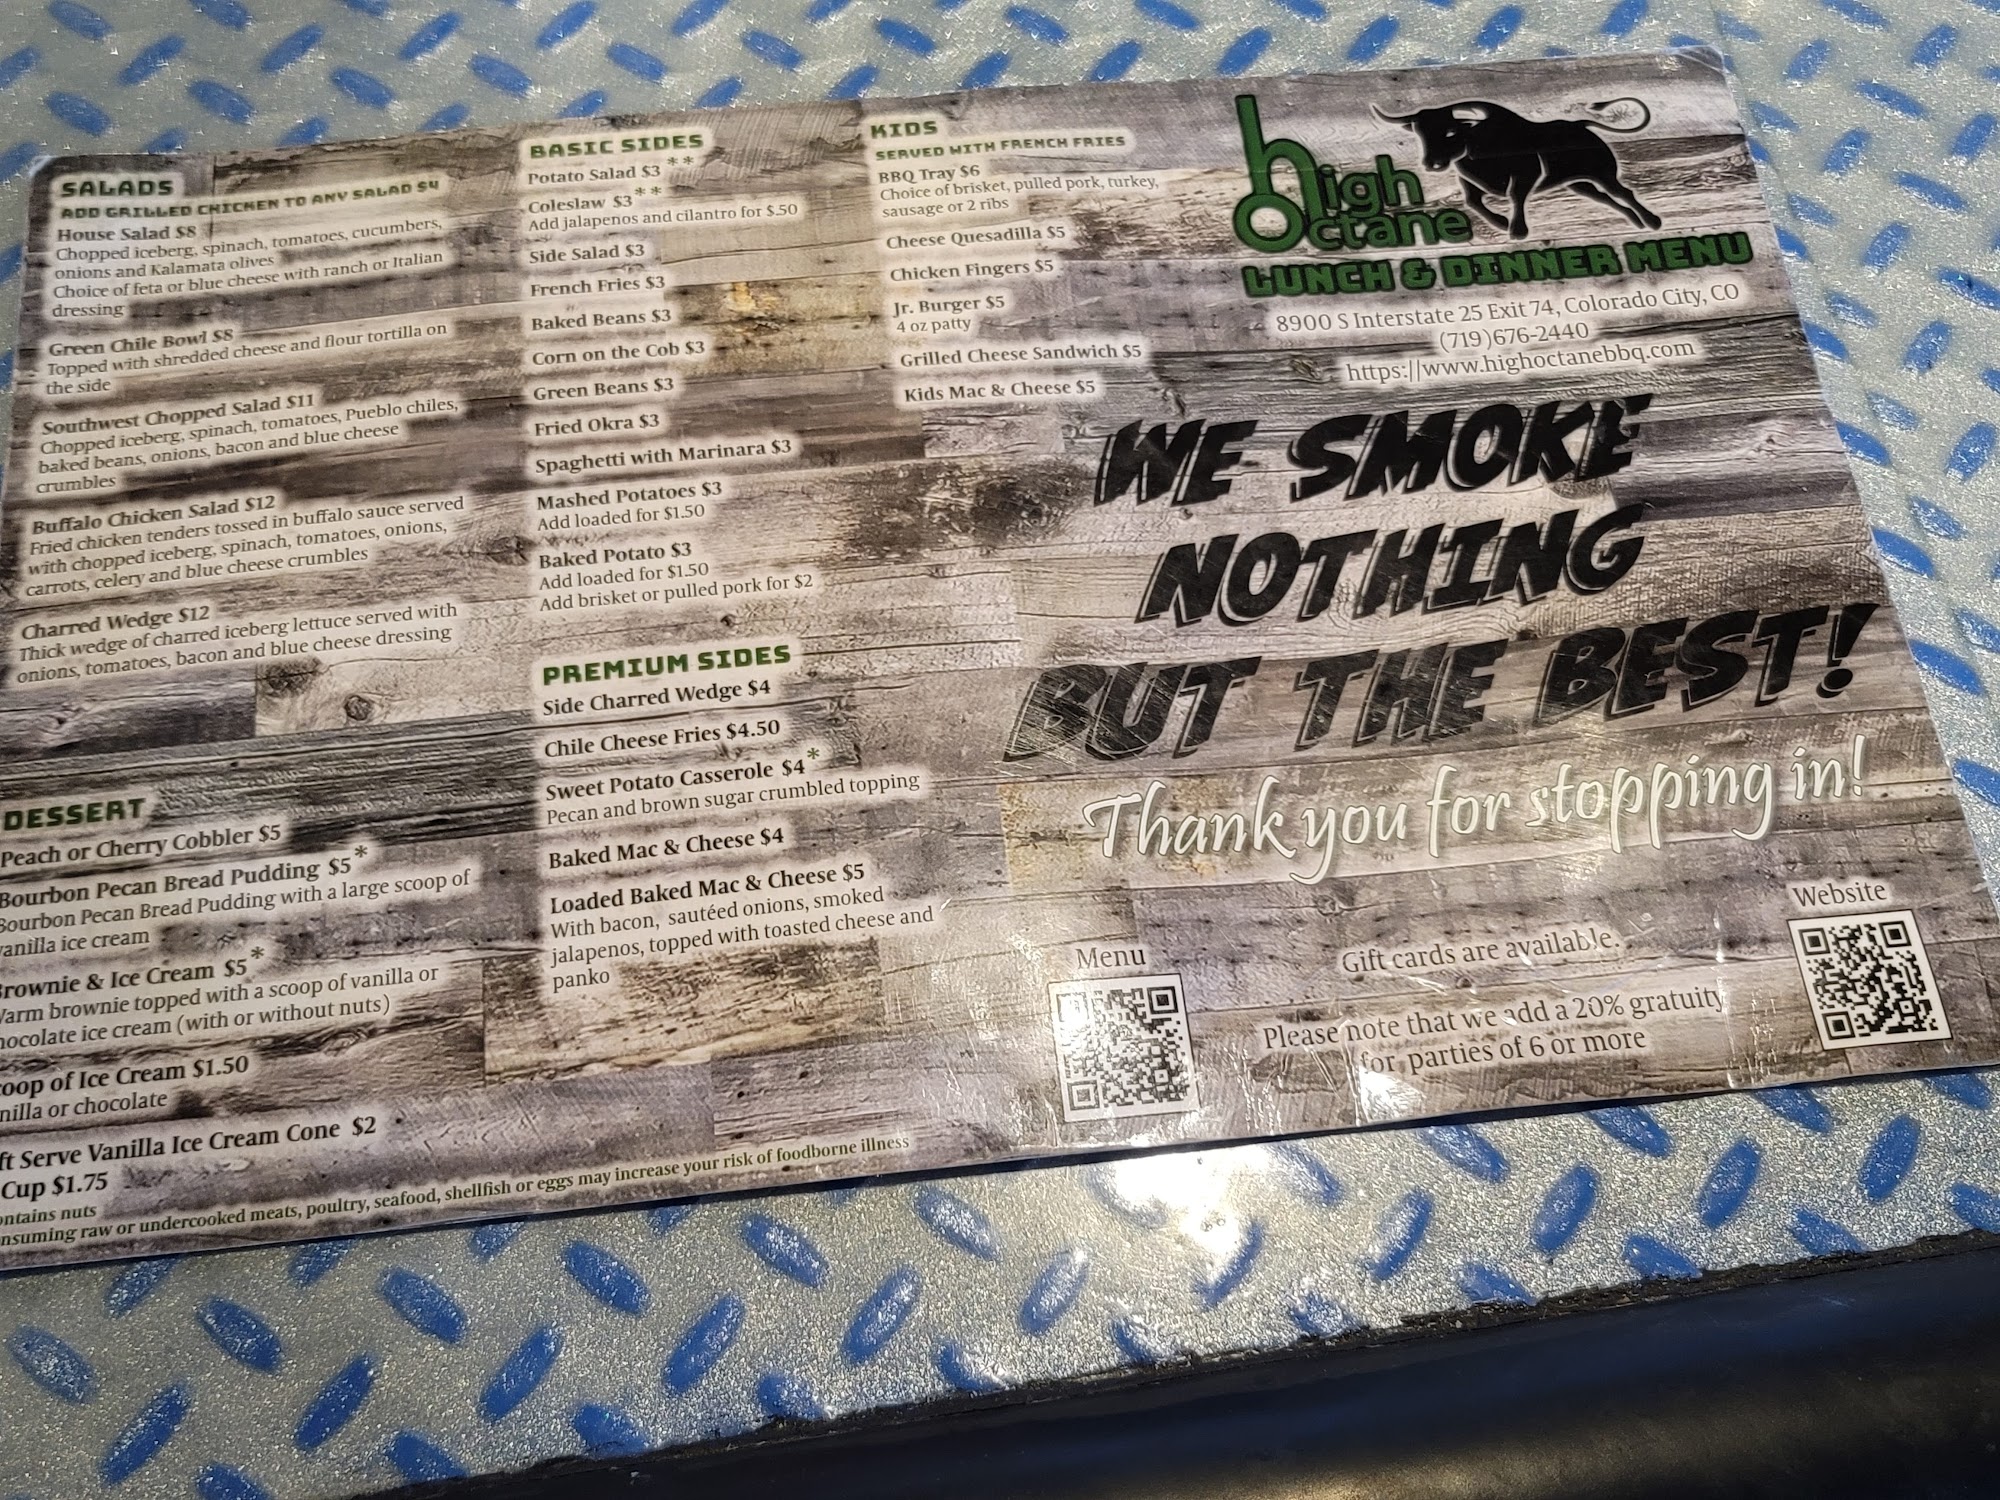 SALADS
ADD GRILLED CHICKEN TO ANY SALAD $4
House Salad $8
Chopped iceberg, spinach, tomatoes, cucumbers,
onions and Kalamata olives
Choice of feta or blue cheese with ranch or Italian
dressing
Green Chile Bowl $8
Topped with shredded cheese and flour tortilla on
the side
Southwest Chopped Salad $11
Chopped iceberg, spinach, tomatoes, Pueblo chiles,
baked beans, onions, bacon and blue cheese
crumbles
Buffalo Chicken Salad $12
Fried chicken tenders tossed in buffalo sauce served
with chopped iceberg, spinach, tomatoes, onions,
carrots, celery and blue cheese crumbles
Charred Wedge $12
Thick wedge of charred iceberg lettuce served with
onions, tomatoes, bacon and blue cheese dressing
DESSERT
Peach or Cherry Cobbler $5
Bourbon Pecan Bread Pudding $5*
Bourbon Pecan Bread Pudding with a large scoop of
vanilla ice cream
Brownie & Ice Cream $5*
Warm brownie topped with a scoop of vanilla or
hocolate ice cream (with or without nuts)
oop of Ice Cream $1.50
nilla or chocolate
ft Serve Vanilla Ice Cream Cone $2
Cup $1.75
ontains nuts
nsuming raw or undercooked meats, poultry, seafood, shellfish or eggs may increase your risk of foodborne illness
BASIC SIDES
Potato Salad $3**
Coleslaw $3**
Add jalapenos and cilantro for $.50
Side Salad $3
French Fries $3
Baked Beans $3
Corn on the Cob $3
Green Beans $3
Fried Okra $3
Spaghetti with Marinara $3
Mashed Potatoes $3
Add loaded for $1.50
Baked Potato $3
Add loaded for $1.50
Add brisket or pulled pork for $2
PREMIUM SIDES
Side Charred Wedge $4
Chile Cheese Fries $4.50
Sweet Potato Casserole $4*
Pecan and brown sugar crumbled topping
Baked Mac & Cheese $4
Loaded Baked Mac & Cheese $5
With bacon, sautéed onions, smoked
jalapenos, topped with toasted cheese and
panko
KIDS
SERVED WITH FRENCH FRIES
BBQ Tray $6
Choice of brisket, pulled pork, turkey,
sausage or 2 ribs
Cheese Quesadilla $5
Chicken Fingers $5
Jr. Burger $5
4 oz patty
Grilled Cheese Sandwich $5
Kids Mac & Cheese $5
High
Octane
LUNCH & DINNER MENU
8900 S Interstate 25 Exit 74, Colorado City, CO
(719)676-2440
https://www.highoctanebbq.com
WE SMOKE
NOTHING
BUT THE BEST!
Thank you for stopping in!
Website
Menu
Gift cards are available.
Please note that we add a 20% gratuity
for parties of 6 or more